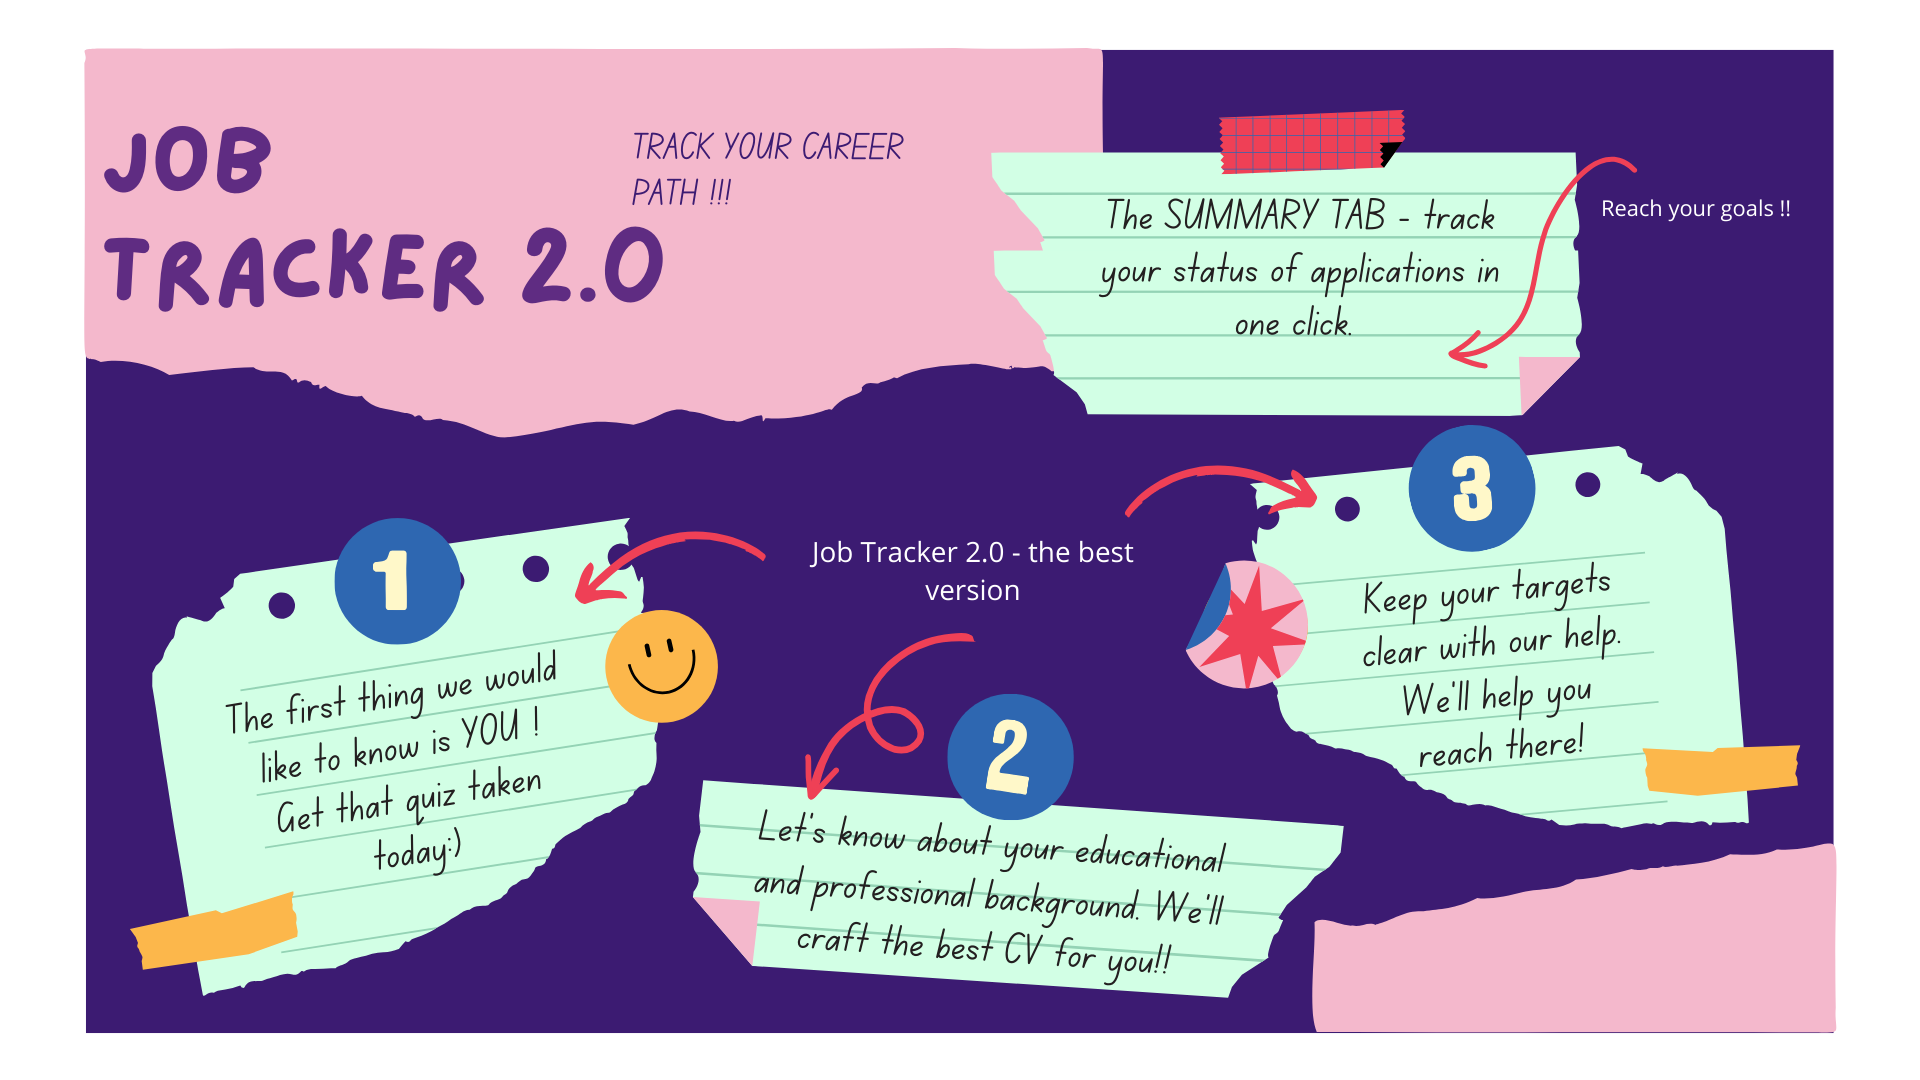 JOB
TRACKER 2.0
TRACK YOUR CAREER
PATH !!!
The SUMMARY TAB - track
your status of applications in
one click.
Reach your goals !!
1
The first thing we would
like to know is YOU !
Get that quiz taken
today:)
Job Tracker 2.0 - the best
version
2
Let's know about your educational
and professional background. We'll
craft the best CV for you!!
3
Keep your targets
clear with our help.
We'll help you
reach there!